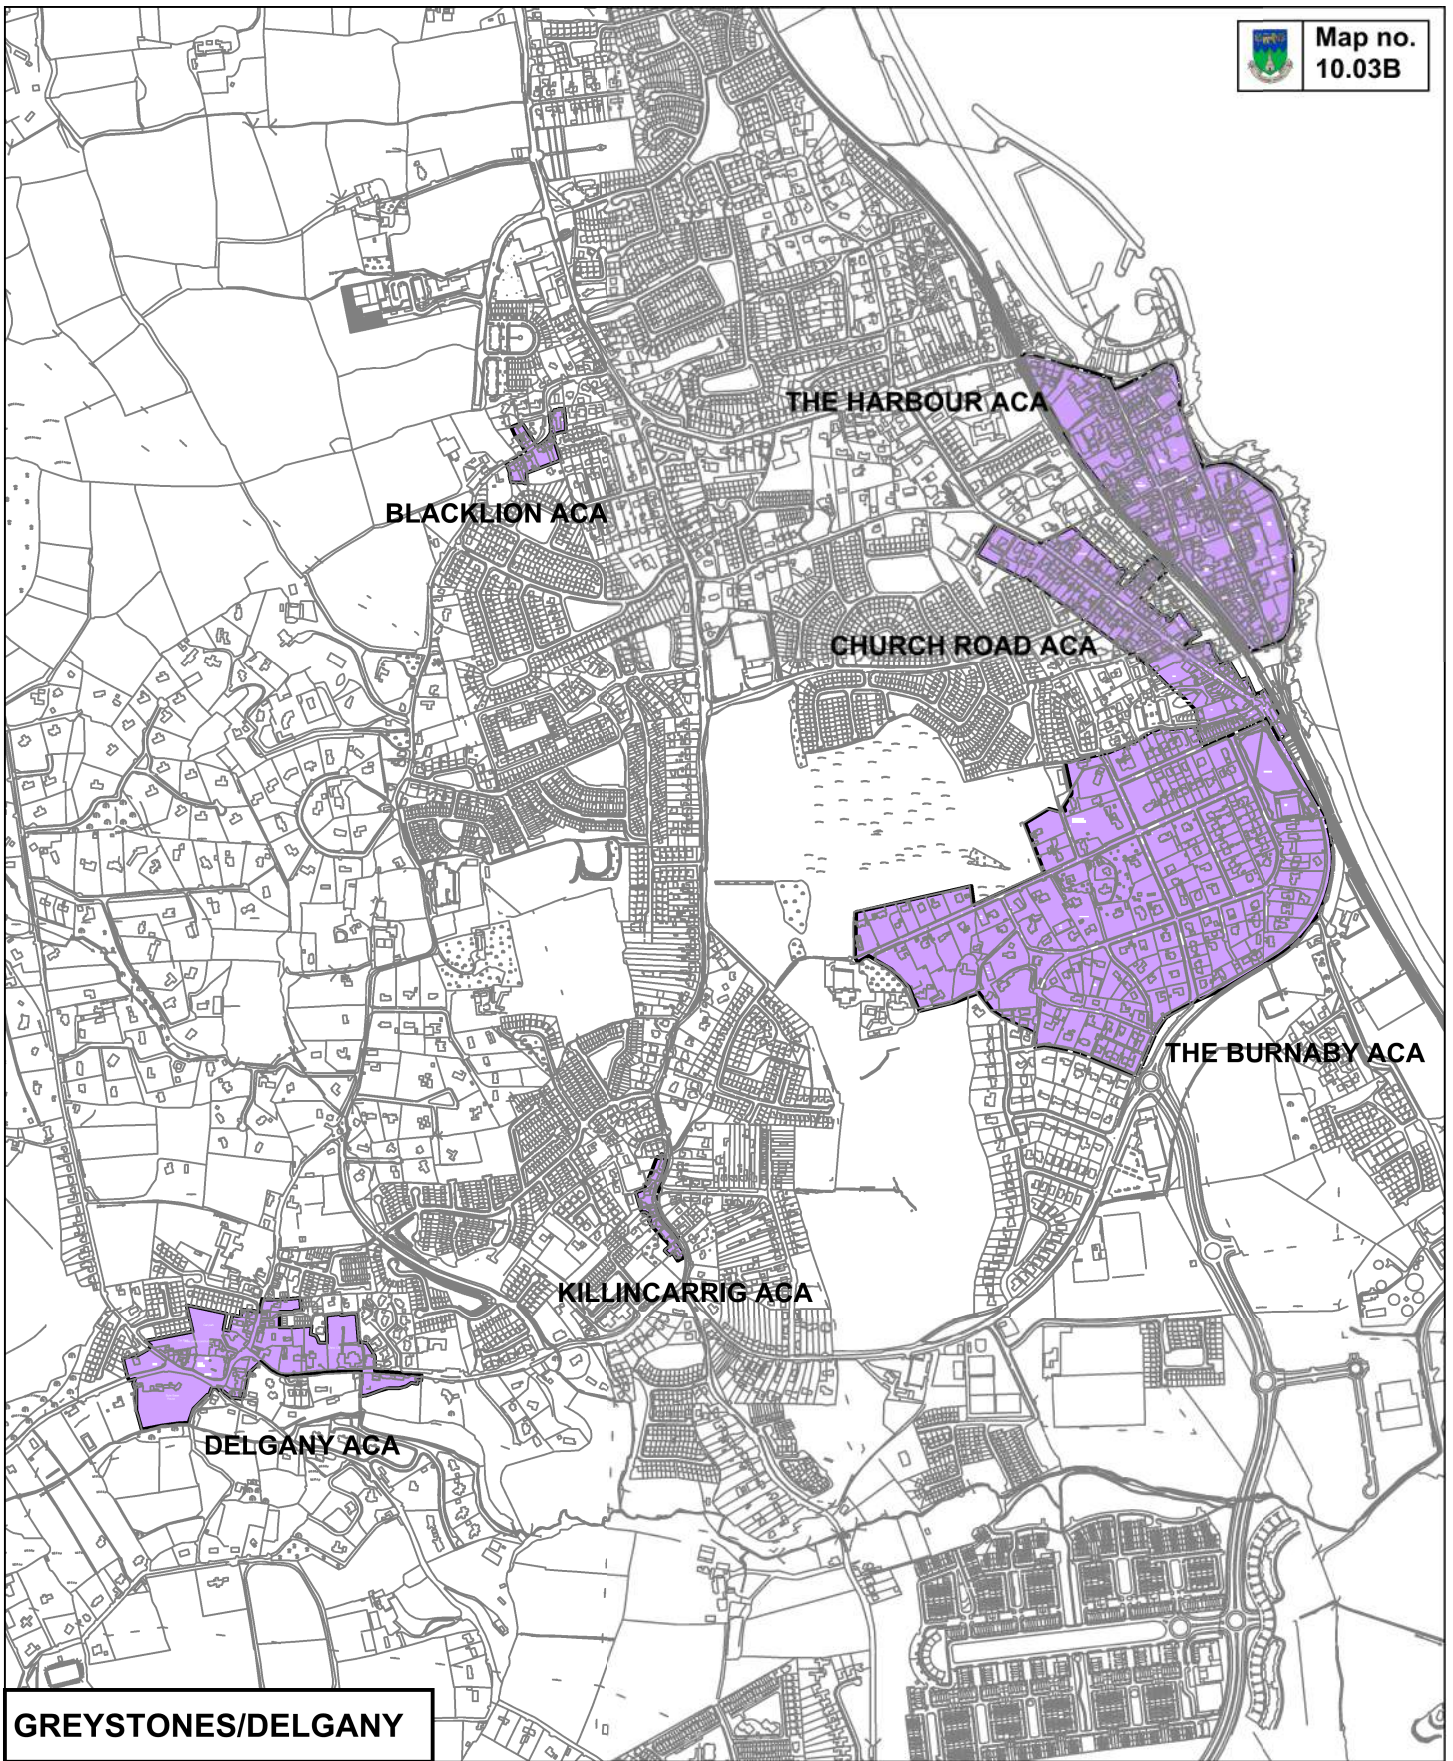 Map no.
10.03B
THE HARBOUR ACA
BLACKLION ACA
CHURCH ROAD ACA
THE BURNABY ACA
KILLINCARRIG ACA
DELGANY ACA
GREYSTONES/DELGANY